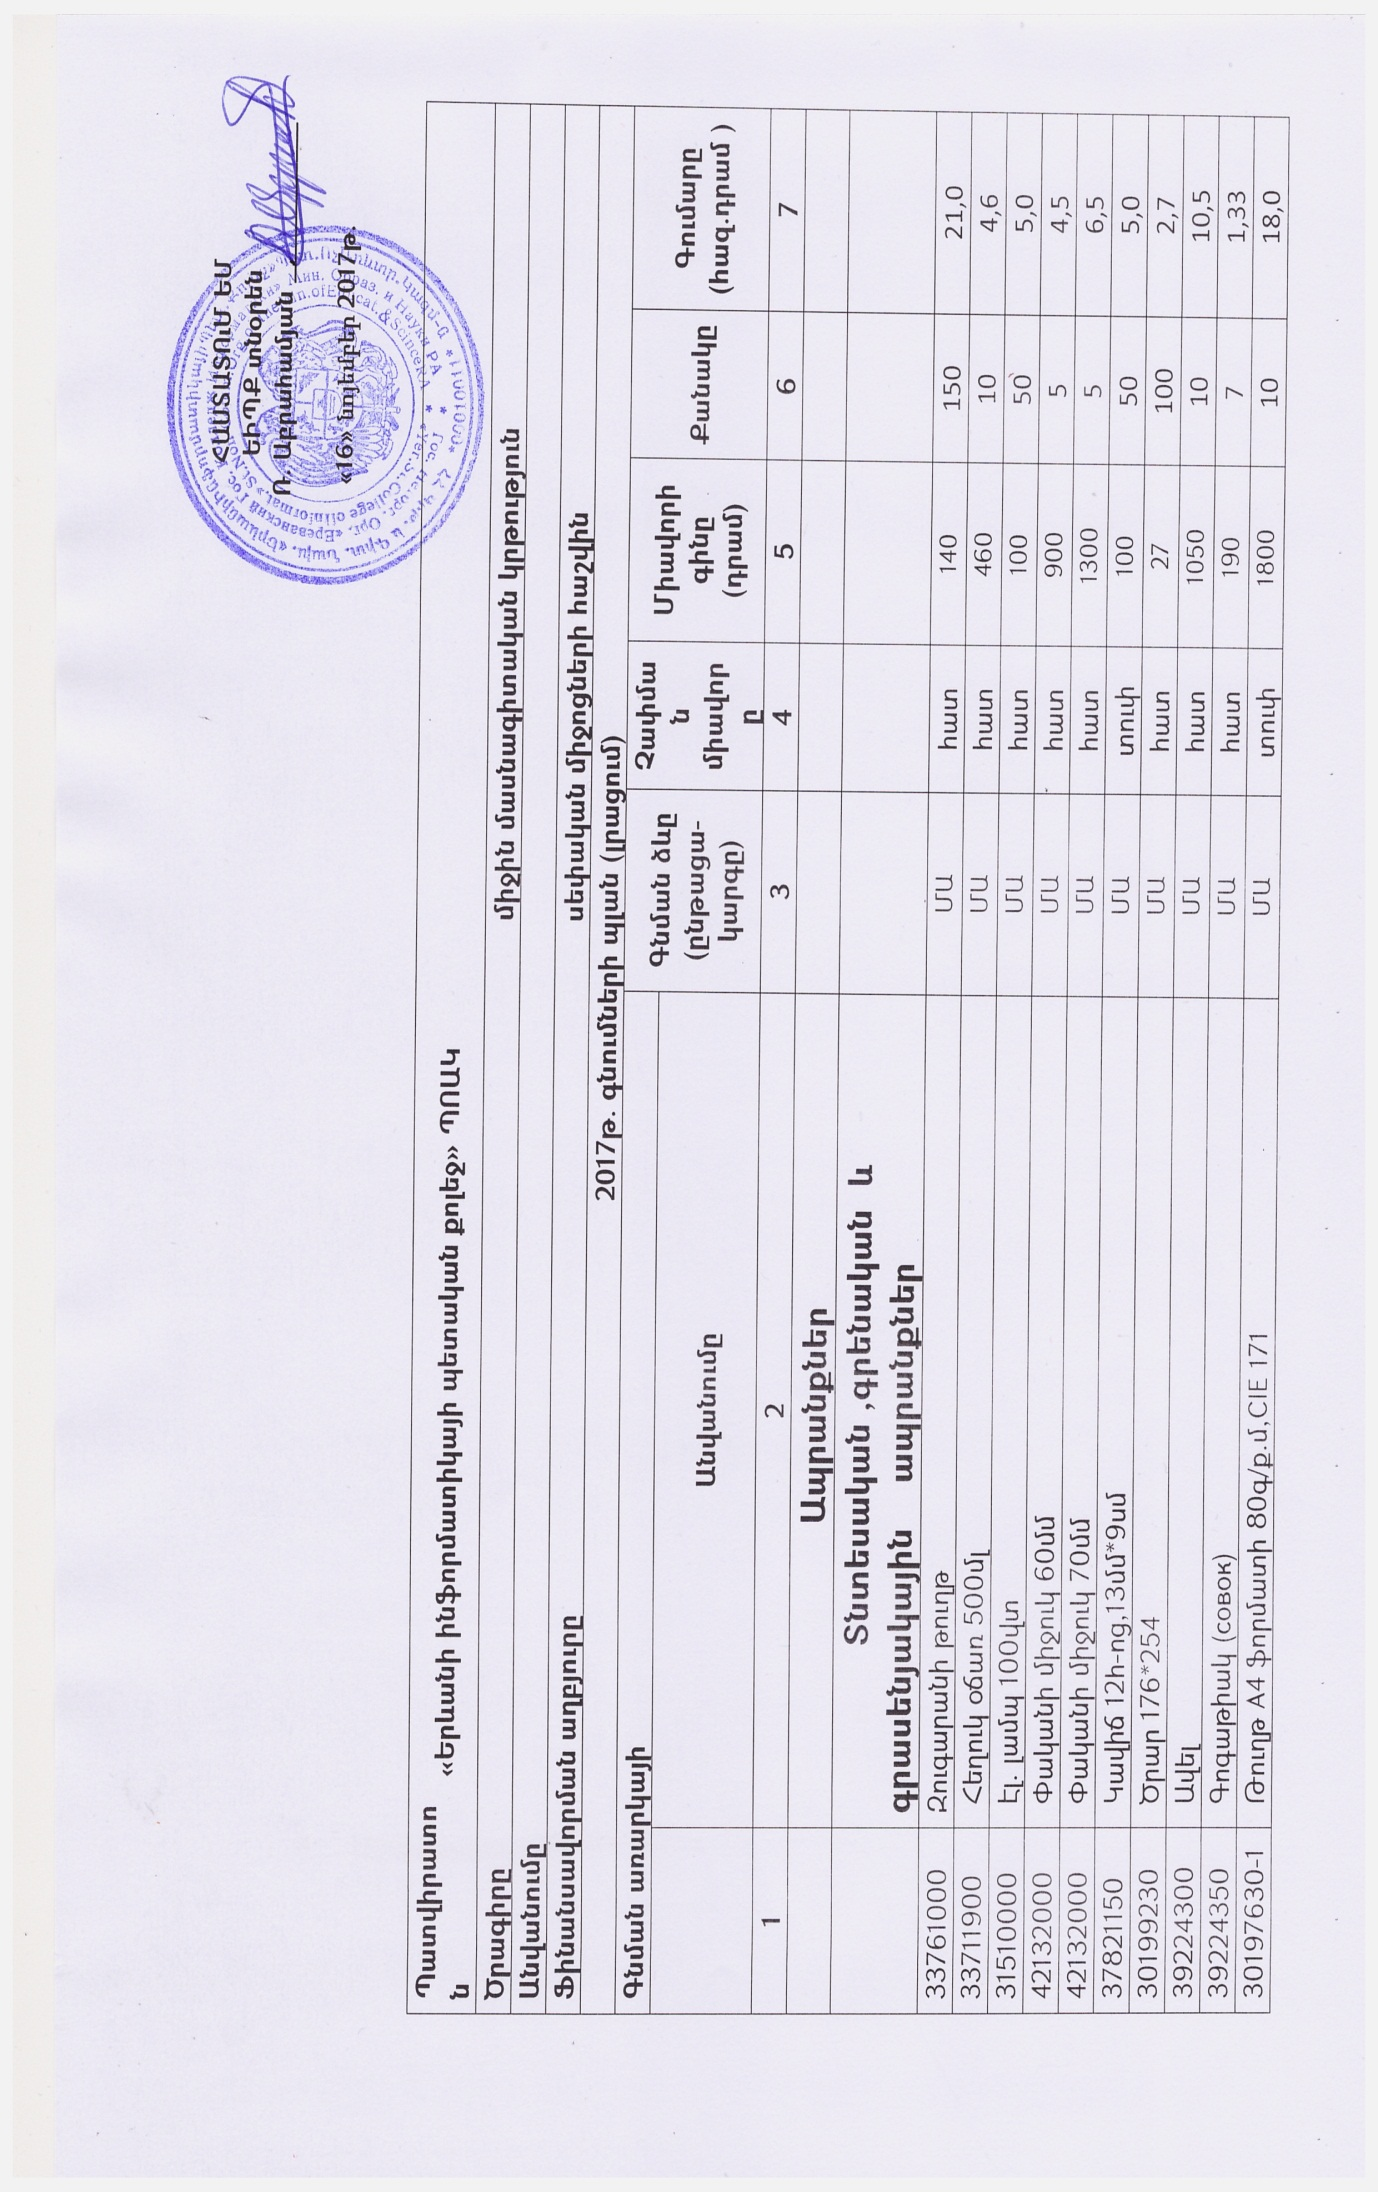 ՀԱՍՏԱՏՈՒՄ ԵՄ
ԵԻՊՔ տնօրեն
Ռ. Աբրահամյան
«16» նոյեմբեր 2017թ.
Պատվիրատու
ն «Երևանի ինֆորմատիկայի պետական քոլեջ» ՊՈԱԿ
Ծրագիրը միջին մասնագիտական կրթություն
Անվանումը
Ֆինանսավորման աղբյուրը սեփական միջոցների հաշվին
2017թ. գնումների պլան (լրացում)
Գնման առարկայի
Անվանումը
Գնման ձևը
(ընթացա-
կարգը)
Չափմա
ն
միավոր
ը
Միավորի
գինը
(դրամ)
Քանակը
Գումարը
(հազ.դրամ )
1 2 3 4 5 6 7
Ապրանքներ
Տնտեսական ,գրենական և
գրասենյակային ապրանքներ
33761000 Զուգարանի թուղթ ՄԱ հատ 140 150 21,0
33711900 Հեղուկ օճառ 500մլ ՄԱ հատ 460 10 4,6
31510000 Էլ. լամպ 100վտ ՄԱ հատ 100 50 5,0
42132000 Փականի միջուկ 60մմ ՄԱ հատ 900 5 4,5
42132000 Փականի միջուկ 70մմ ՄԱ հատ 1300 5 6,5
37821150 Կավիճ 12հ-ոց,13մմ*9սմ ՄԱ տուփ 100 50 5,0
30199230 Ծրար 176*254 ՄԱ հատ 27 100 2,7
39224300 Ավել ՄԱ հատ 1050 10 10,5
39224350 Գոգաթիակ (совок) ՄԱ հատ 190 7 1,33
30197630-1 Թուղթ A4 ֆորմատի 80գ/ք.մ,CIE 171 ՄԱ տուփ 1800 10 18,0